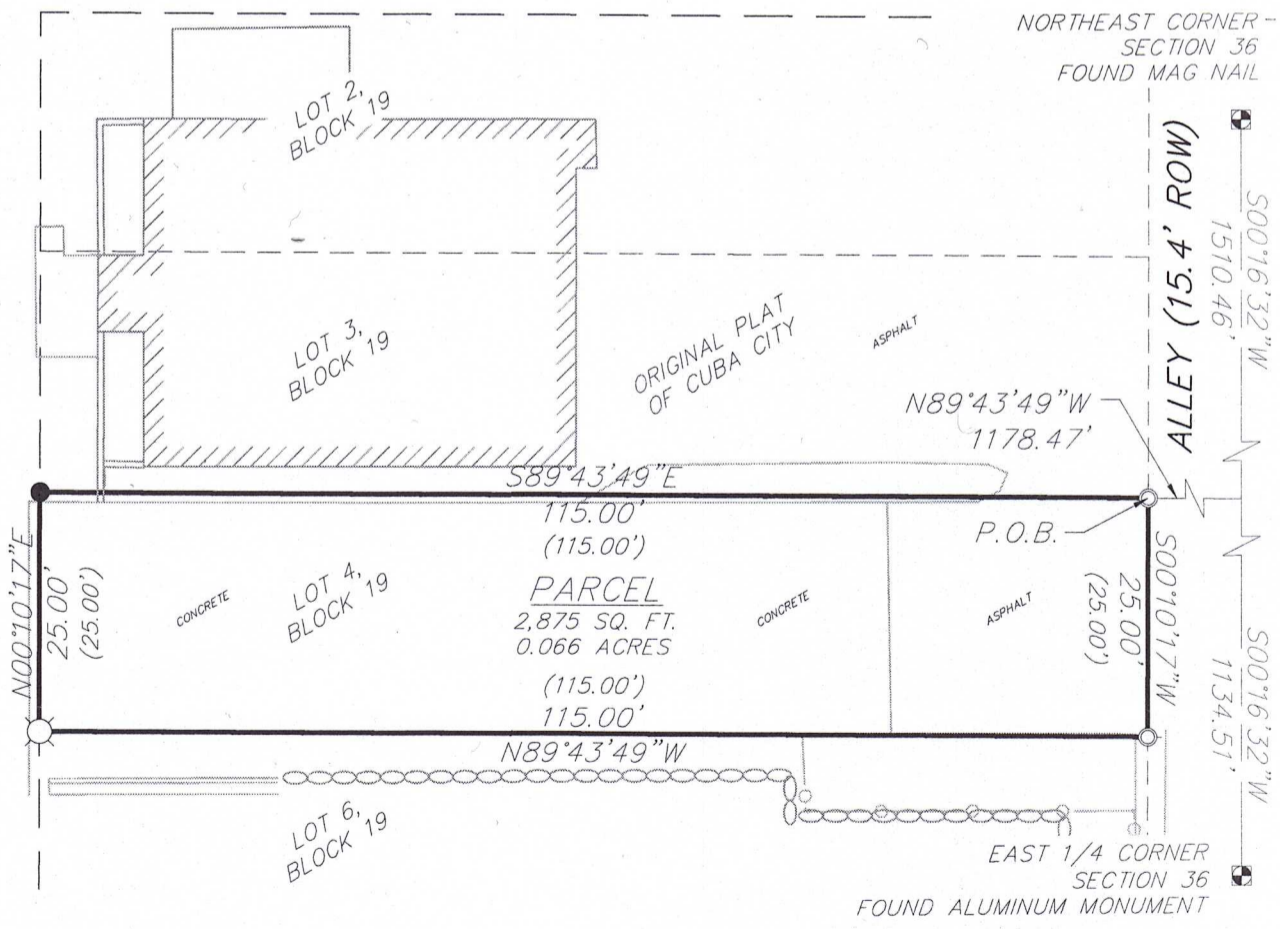 NORTHEAST CORNER
SECTION 36
FOUND MAG NAIL
LOT 2,
BLOCK 19
ALLEY (15.4' ROW)
S00°16'32"W
1510.46'
LOT 3,
BLOCK 19
ORIGINAL PLAT
OF CUBA CITY
ASPHALT
N89°43'49"W
1178.47'
S89°43'49"E
115.00'
(115.00')
P.O.B.
N00°10'17"E
25.00'
(25.00')
CONCRETE
LOT 4,
BLOCK 19
PARCEL
2,875 SQ. FT.
0.066 ACRES
CONCRETE
ASPHALT
S00°10'17"W
25.00'
(25.00')
(115.00')
115.00'
N89°43'49"W
S00°16'32"W
1134.51'
LOT 6,
BLOCK 19
EAST 1/4 CORNER
SECTION 36
FOUND ALUMINUM MONUMENT